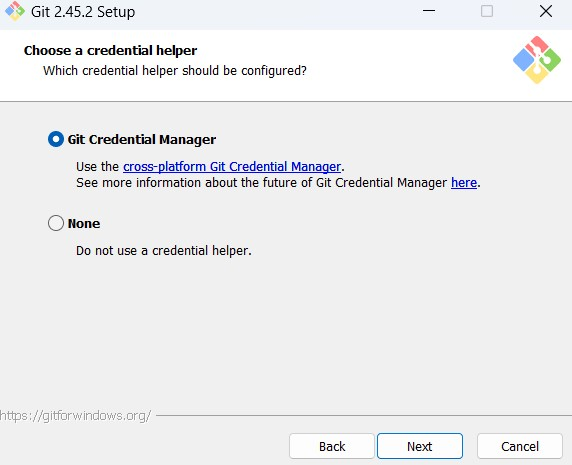 Git 2.45.2 Setup
Choose a credential helper
Which credential helper should be configured?
Git Credential Manager
Use the cross-platform Git Credential Manager.
See more information about the future of Git Credential Manager here.
None
Do not use a credential helper.
https://gitforwindows.org/
Back Next Cancel